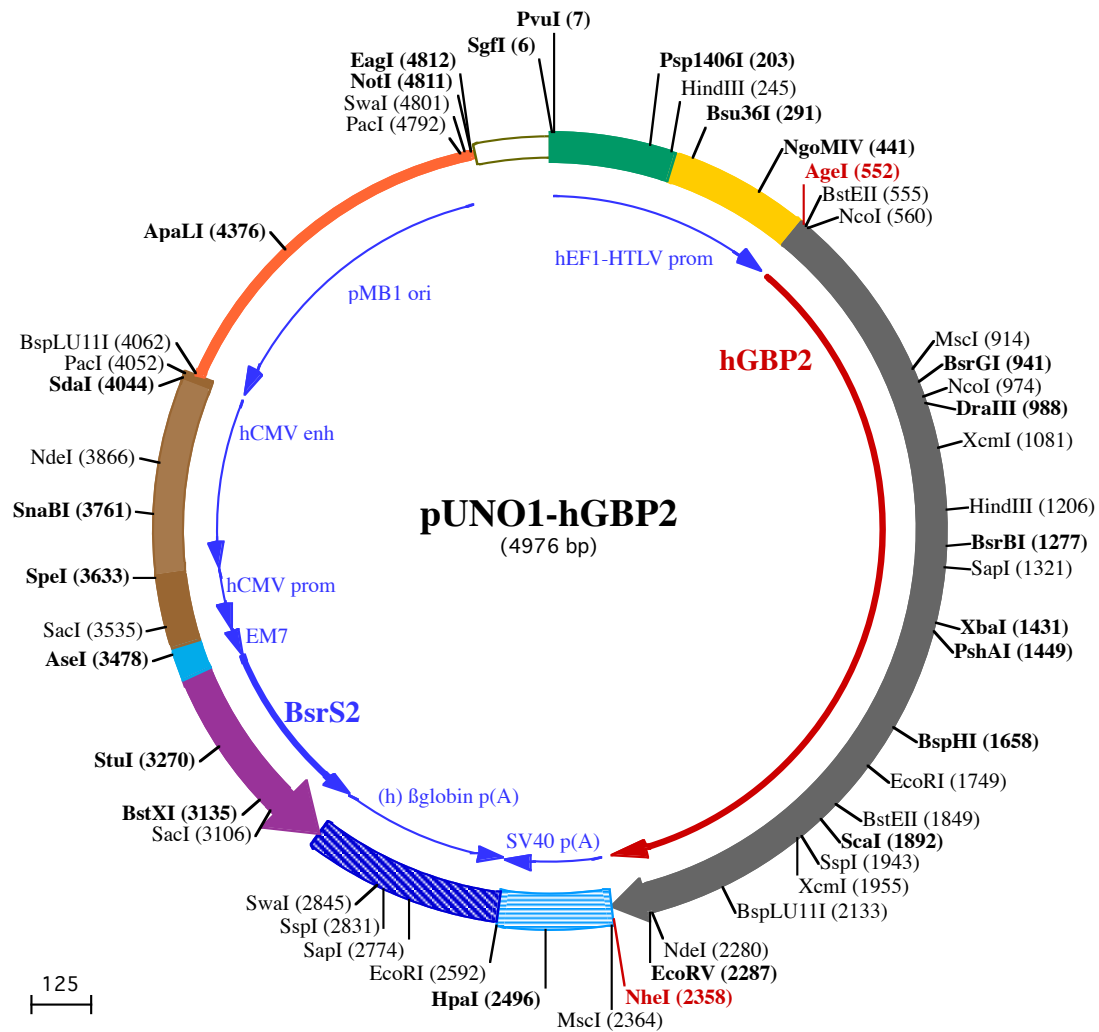 PvuI (7)
SgfI (6)
EagI (4812)
NotI (4811)
SwaI (4801)
PacI (4792)
Psp1406I (203)
HindIII (245)
Bsu36I (291)
NgoMIV (441)
AgeI (552)
BstEII (555)
NcoI (560)
ApaLI (4376)
hEF1-HTLV prom
pMB1 ori
BspLU11I (4062)
PacI (4052)
SdaI (4044)
hGBP2
MscI (914)
BsrGI (941)
NcoI (974)
DraIII (988)
XcmI (1081)
hCMV enh
NdeI (3866)
SnaBI (3761)
pUNO1-hGBP2
(4976 bp)
HindIII (1206)
BsrBI (1277)
SapI (1321)
SpeI (3633)
hCMV prom
SacI (3535)
EM7
AseI (3478)
XbaI (1431)
PshAI (1449)
BsrS2
StuI (3270)
BspHI (1658)
EcoRI (1749)
BstXI (3135)
SacI (3106)
(h) ßglobin p(A)
SV40 p(A)
BstEII (1849)
ScaI (1892)
SspI (1943)
XcmI (1955)
BspLU11I (2133)
SwaI (2845)
SspI (2831)
SapI (2774)
EcoRI (2592)
HpaI (2496)
NdeI (2280)
EcoRV (2287)
NheI (2358)
MscI (2364)
125